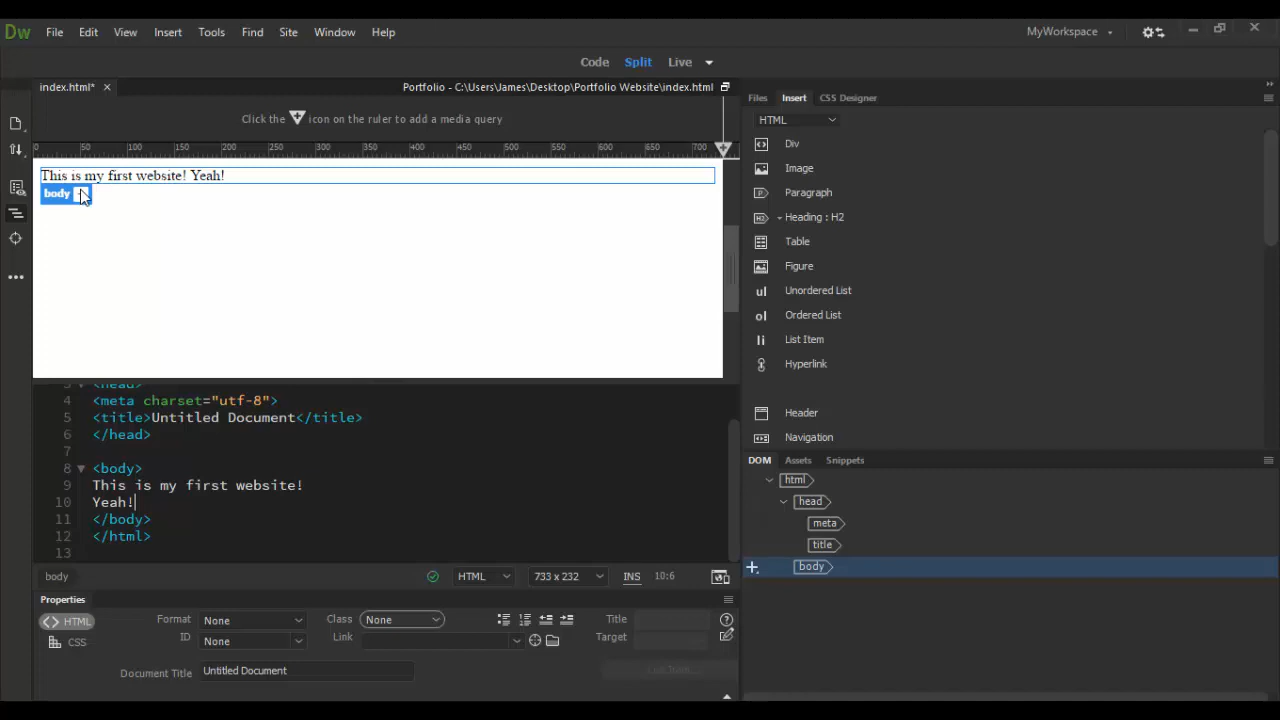 Dw File Edit View Insert Tools Find Site Window Help MyWorkspace
Code Split Live
index.html* Portfolio - C:\Users\James\Desktop\Portfolio Website\index.html
Files Insert CSS Designer
Click the icon on the ruler to add a media query
HTML
Div
0 50 100 150 200 250 300 350 400 450 500 550 600 650 700
Image
This is my first website! Yeah!
body
Paragraph
Heading : H2
Table
Figure
Unordered List
Ordered List
List Item
Hyperlink
Header
Navigation
3 <head>
4 <meta charset="utf-8">
5 <title>Untitled Document</title>
6 </head>
7
8 <body>
9 This is my first website!
10 Yeah!
11 </body>
12 </html>
13
DOM Assets Snippets
html
head
meta
title
body
body HTML 733 x 232 INS 10:6
Properties
HTML Format None Class None Title
CSS ID None Link Target
Document Title Untitled Document